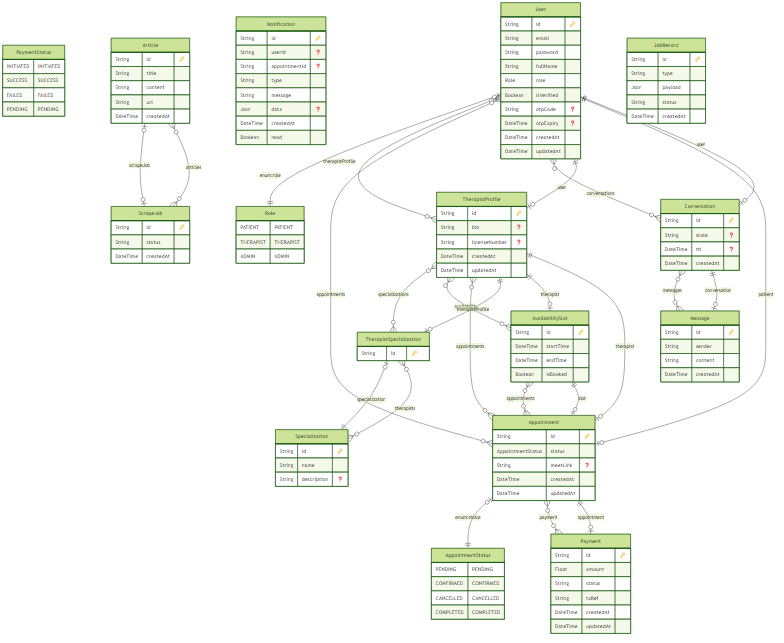 User
String id
String email
String password
String fullName
Role role
Boolean isVerified
String otpCode ?
DateTime otpExpiry ?
DateTime createdAt
DateTime updatedAt
Notification
String id
String userId ?
String appointmentId ?
String type
String message
Json data ?
DateTime createdAt
Boolean read
PaymentStatus
INITIATED INITIATED
SUCCESS SUCCESS
FAILED FAILED
PENDING PENDING
Article
String id
String title
String content
String url
DateTime createdAt
JobRecord
String id
String type
Json payload
String status
DateTime createdAt
scrapeJob
articles
therapistProfile
enum:role
user
conversations
user
ScrapeJob
String id
String status
DateTime createdAt
Role
PATIENT PATIENT
THERAPIST THERAPIST
ADMIN ADMIN
TherapistProfile
String id
String bio ?
String licenseNumber ?
DateTime createdAt
DateTime updatedAt
Conversation
String id
String state ?
DateTime ttl ?
DateTime createdAt
appointments
specializations
therapistProfile
therapist
messages
conversation
patient
AvailabilitySlot
String id
DateTime startTime
DateTime endTime
Boolean isBooked
Message
String id
String sender
String content
DateTime createdAt
TherapistSpecialization
String id
appointments
therapist
specialization
therapists
appointments
slot
Specialization
String id
String name
String description ?
Appointment
String id
AppointmentStatus status
String meetLink ?
DateTime createdAt
DateTime updatedAt
enum:status
payment
appointment
AppointmentStatus
PENDING PENDING
CONFIRMED CONFIRMED
CANCELLED CANCELLED
COMPLETED COMPLETED
Payment
String id
Float amount
String status
String txRef
DateTime createdAt
DateTime updatedAt